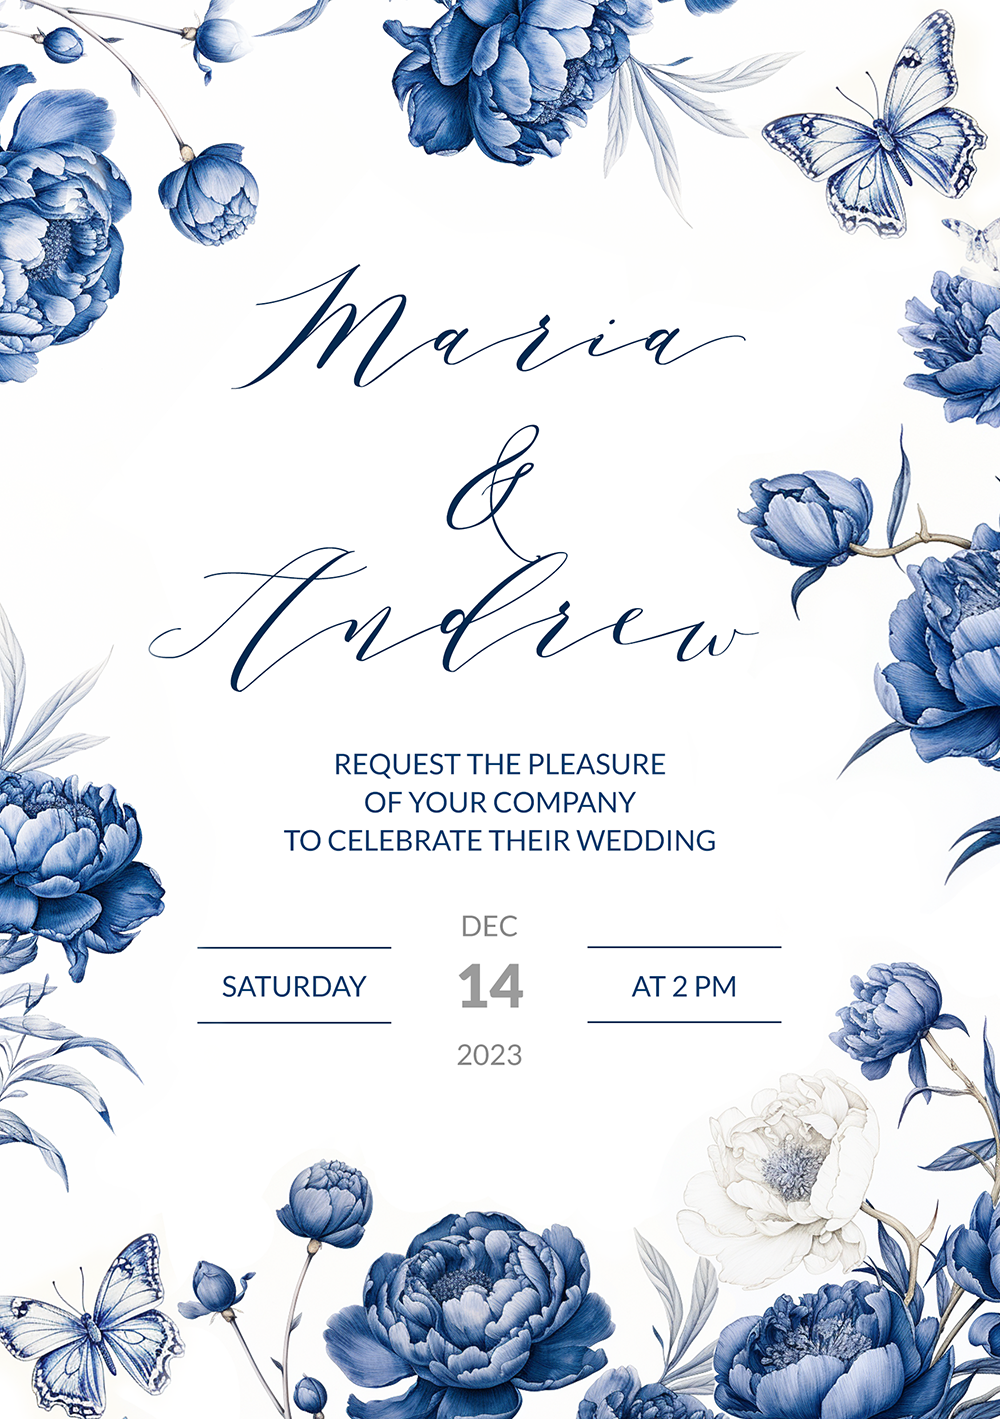 Maria
&
Andrew
REQUEST THE PLEASURE
OF YOUR COMPANY
TO CELEBRATE THEIR WEDDING
DEC
SATURDAY 14 AT 2 PM
2023